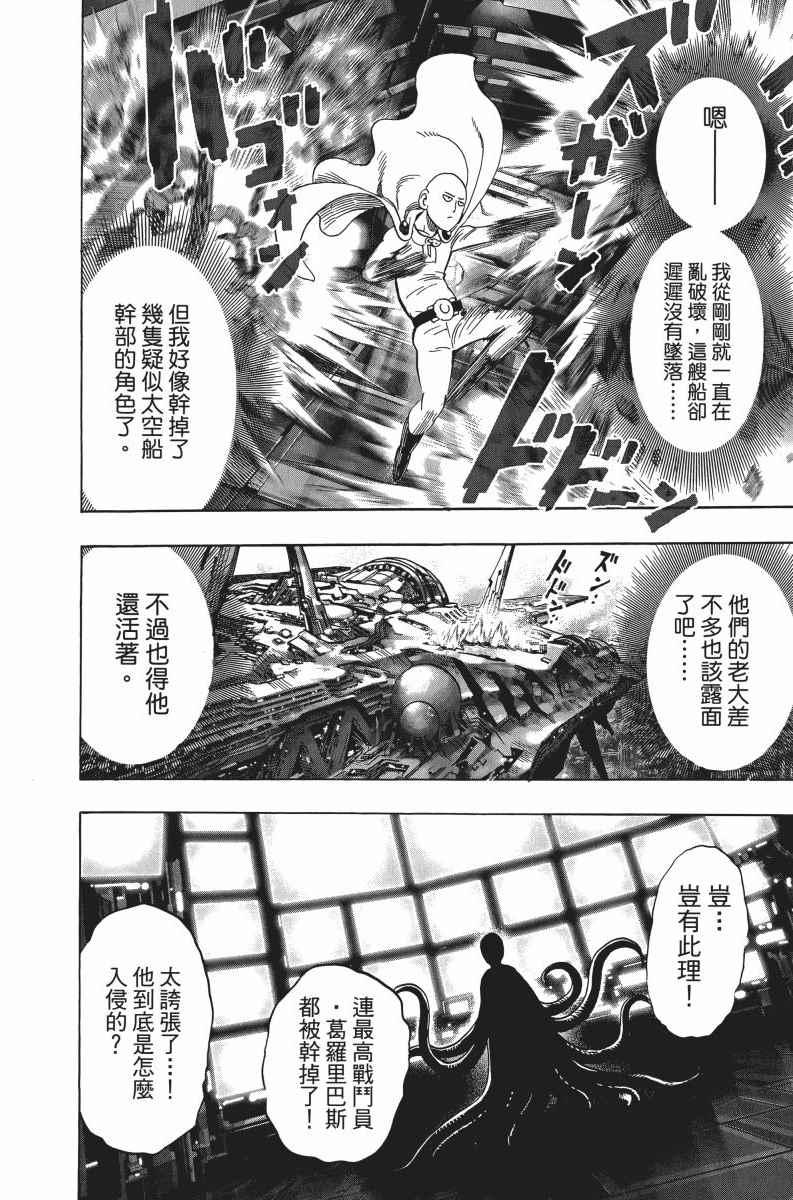 嗯——
我從剛剛就一直在
亂破壞，這艘船卻
遲遲沒有墜落……
但我好像幹掉了
幾隻疑似太空船
幹部的角色了。
ドゴォン
ズガァン
ドドーン
他們的老大差
不多也該露面
了吧……
ズン…
ドドン…
不過也得他
還活著。
豈…
豈有此理！
連最高戰鬥員
・葛羅里巴斯
都被幹掉了！
太誇張了…！
他到底是怎麼
入侵的？